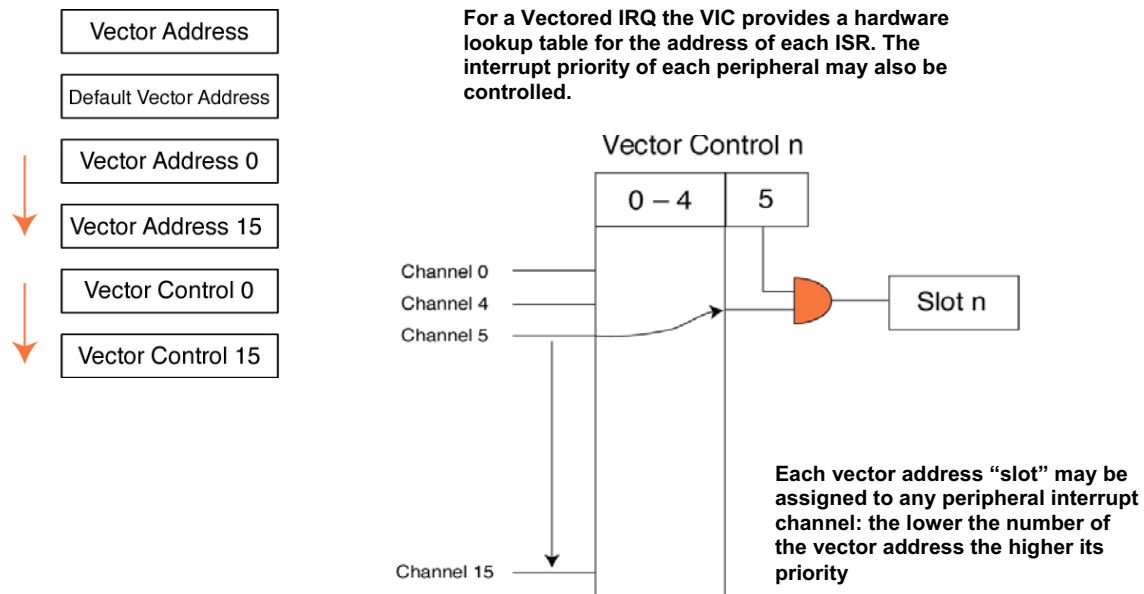 Vector Address
Default Vector Address
Vector Address 0
Vector Address 15
Vector Control 0
Vector Control 15
For a Vectored IRQ the VIC provides a hardware
lookup table for the address of each ISR. The
interrupt priority of each peripheral may also be
controlled.
Vector Control n
0 – 4
5
Channel 0
Channel 4
Channel 5
Channel 15
Slot n
Each vector address “slot” may be
assigned to any peripheral interrupt
channel: the lower the number of
the vector address the higher its
priority